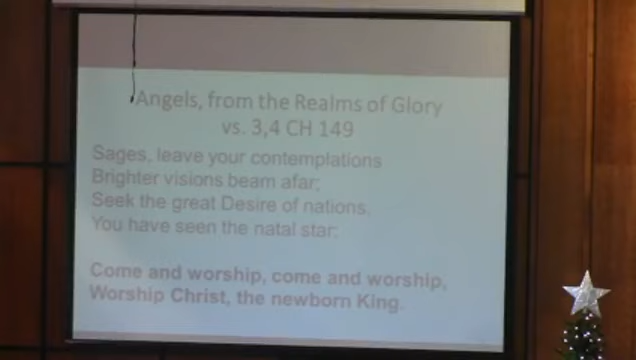 Angels, from the Realms of Glory
vs. 3,4 CH 149
Sages, leave your contemplations
Brighter visions beam afar;
Seek the great Desire of nations,
You have seen the natal star:
Come and worship, come and worship,
Worship Christ, the newborn King.